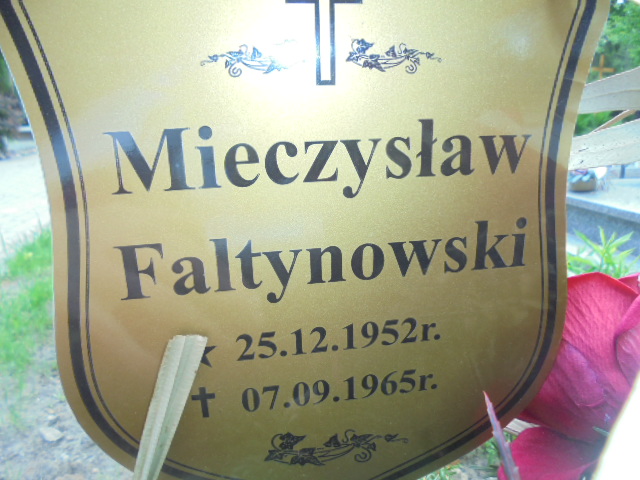 Mieczysław
Faltynowski
★ 25.12.1952r.
✝ 07.09.1965r.